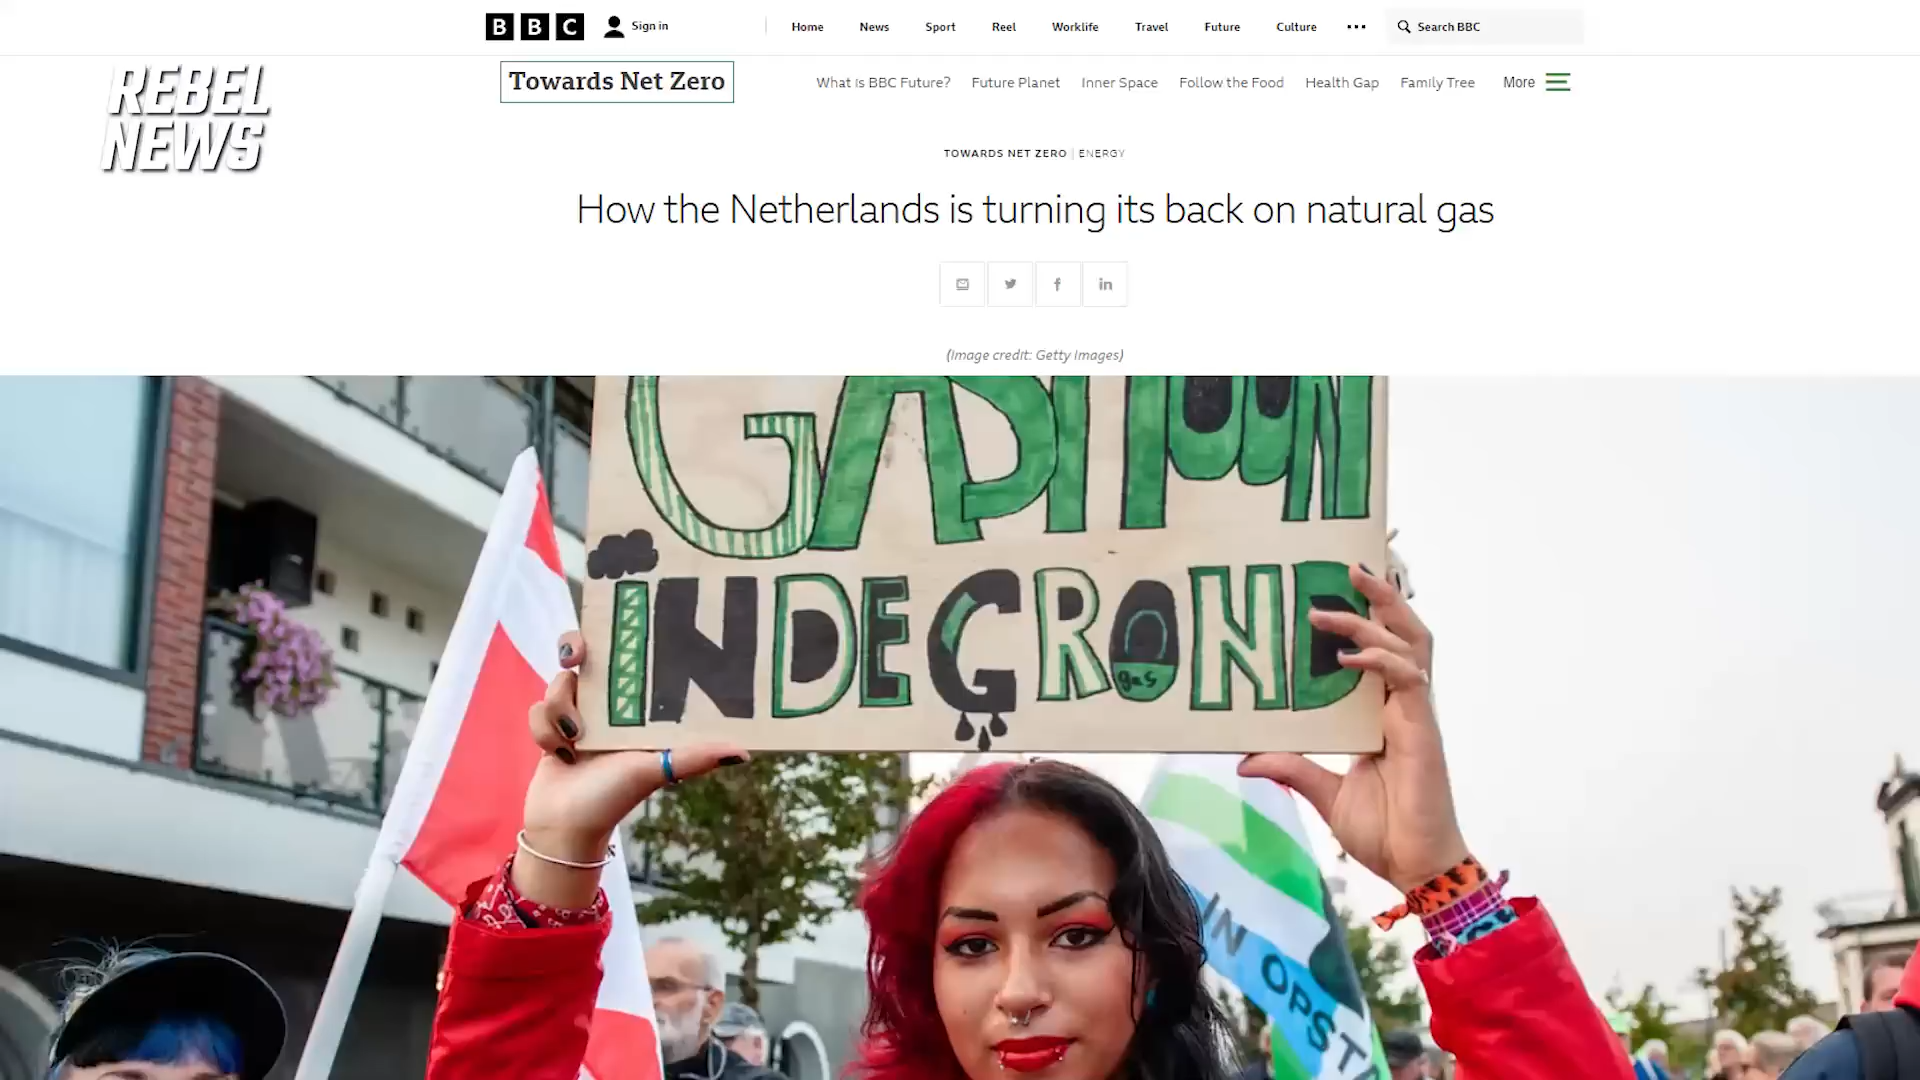 BBC
Sign in
Home
News
Sport
Reel
Worklife
Travel
Future
Culture
Search BBC
REBEL
NEWS
Towards Net Zero
What is BBC Future?
Future Planet
Inner Space
Follow the Food
Health Gap
Family Tree
More
TOWARDS NET ZERO | ENERGY
How the Netherlands is turning its back on natural gas
(Image credit: Getty Images)
IN DE GROND
gas
IN OPSTA